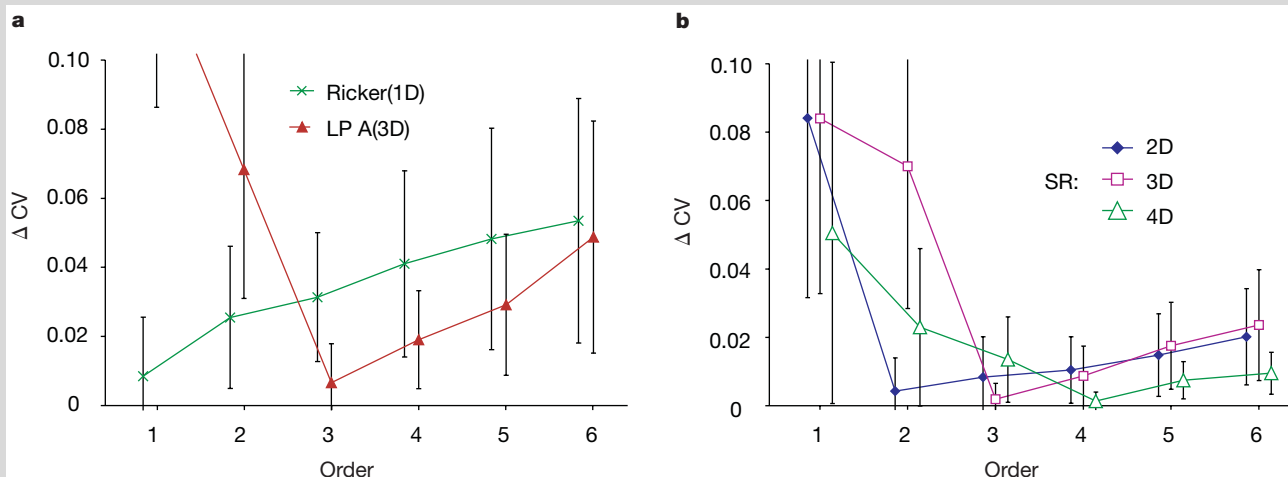 a
0.10
0.08
0.06
0.04
0.02
0
Δ CV
Ricker(1D)
LP A(3D)
1 2 3 4 5 6
Order
b
0.10
0.08
0.06
0.04
0.02
0
Δ CV
SR:
2D
3D
4D
1 2 3 4 5 6
Order